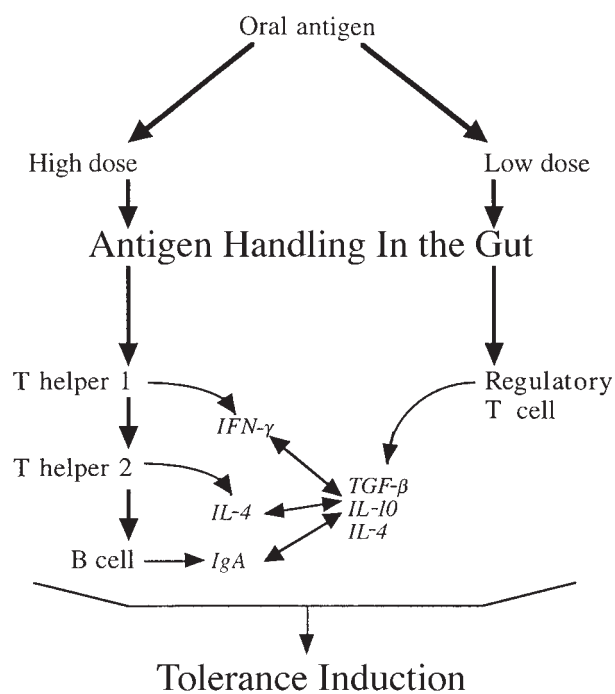 Oral antigen
High dose
Low dose
Antigen Handling In the Gut
T helper 1
Regulatory
T cell
IFN-γ
T helper 2
TGF-β
IL-4
IL-10
IL-4
B cell
IgA
Tolerance Induction